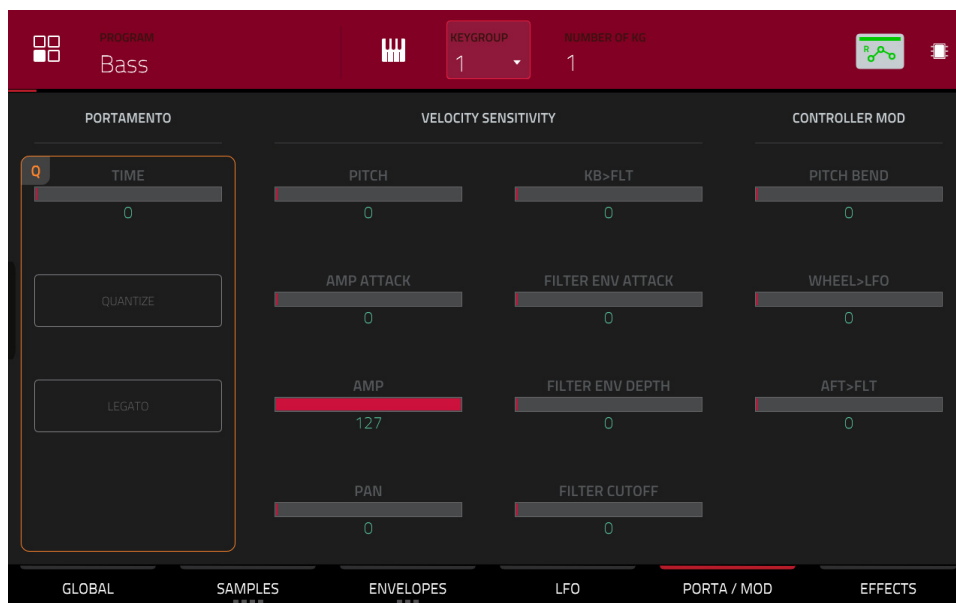 PROGRAM
Bass
KEYGROUP
1
NUMBER OF KG
1
R
PORTAMENTO
VELOCITY SENSITIVITY
CONTROLLER MOD
Q
TIME
0
PITCH
0
KB>FLT
0
PITCH BEND
0
QUANTIZE
AMP ATTACK
0
FILTER ENV ATTACK
0
WHEEL>LFO
0
LEGATO
AMP
127
FILTER ENV DEPTH
0
AFT>FLT
0
PAN
0
FILTER CUTOFF
0
GLOBAL
SAMPLES
ENVELOPES
LFO
PORTA / MOD
EFFECTS